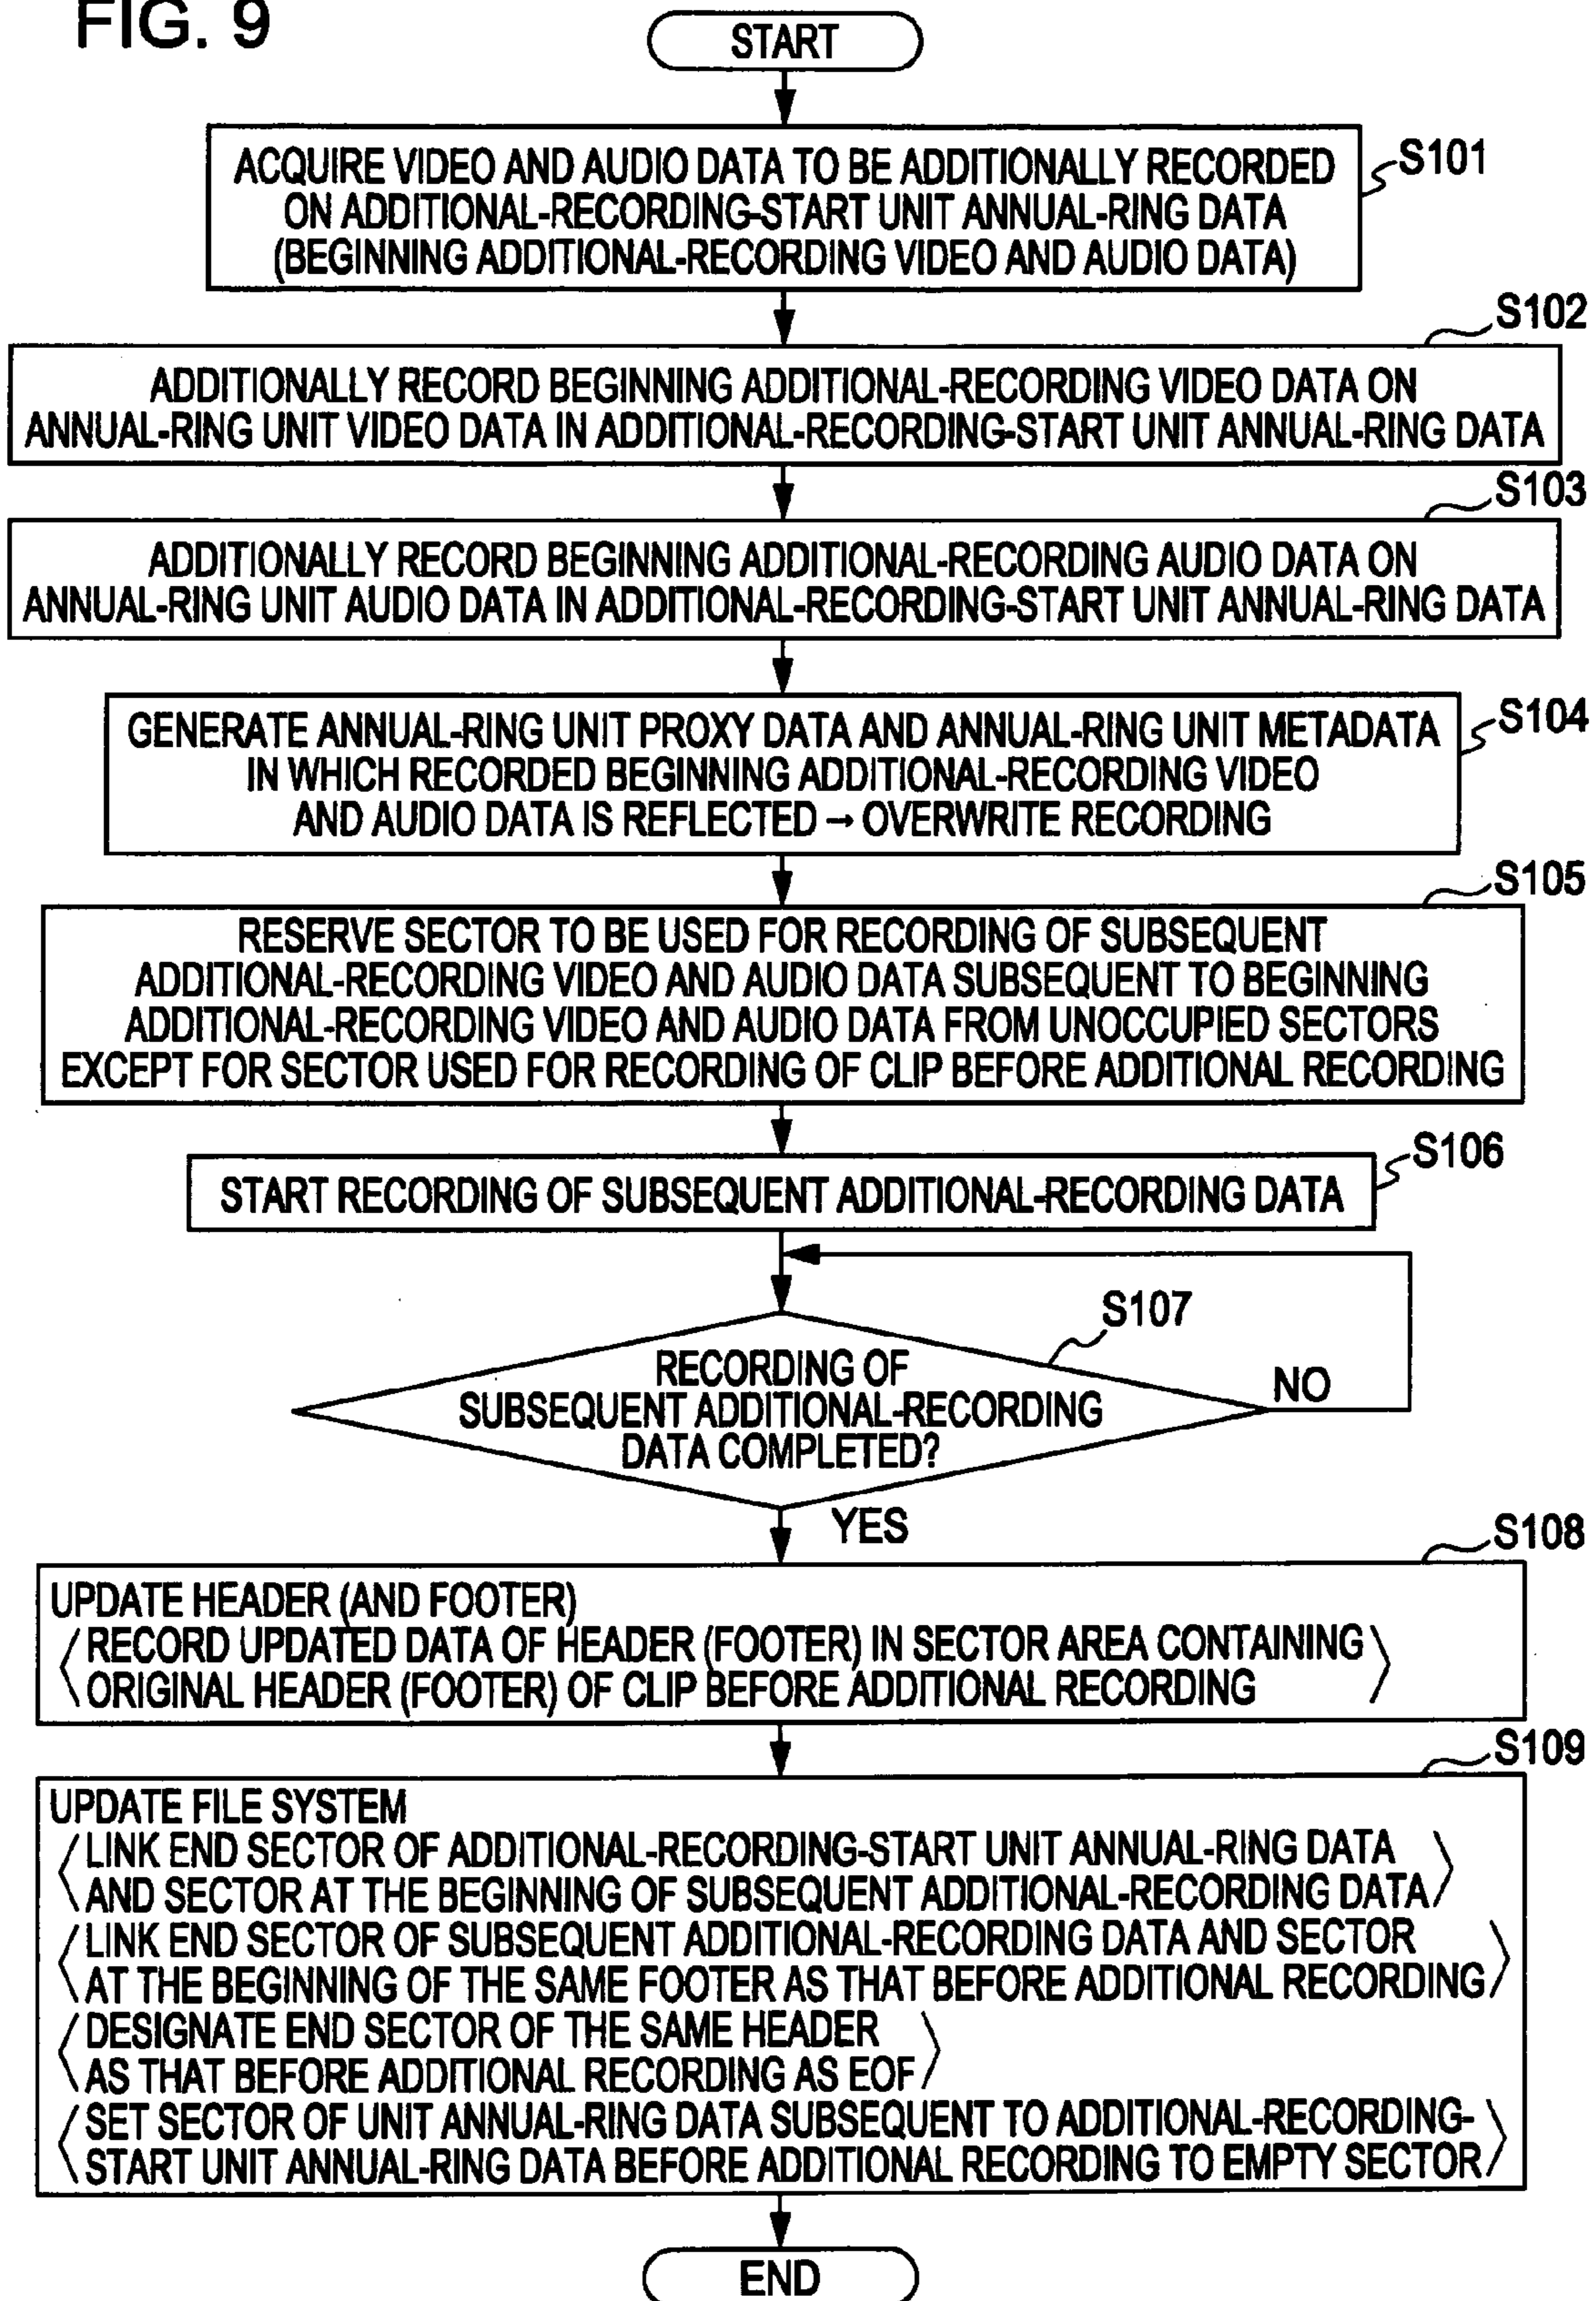 FIG. 9
START
ACQUIRE VIDEO AND AUDIO DATA TO BE ADDITIONALLY RECORDED
ON ADDITIONAL-RECORDING-START UNIT ANNUAL-RING DATA
(BEGINNING ADDITIONAL-RECORDING VIDEO AND AUDIO DATA)
S101
S102
ADDITIONALLY RECORD BEGINNING ADDITIONAL-RECORDING VIDEO DATA ON
ANNUAL-RING UNIT VIDEO DATA IN ADDITIONAL-RECORDING-START UNIT ANNUAL-RING DATA
S103
ADDITIONALLY RECORD BEGINNING ADDITIONAL-RECORDING AUDIO DATA ON
ANNUAL-RING UNIT AUDIO DATA IN ADDITIONAL-RECORDING-START UNIT ANNUAL-RING DATA
GENERATE ANNUAL-RING UNIT PROXY DATA AND ANNUAL-RING UNIT METADATA
IN WHICH RECORDED BEGINNING ADDITIONAL-RECORDING VIDEO
AND AUDIO DATA IS REFLECTED → OVERWRITE RECORDING
S104
S105
RESERVE SECTOR TO BE USED FOR RECORDING OF SUBSEQUENT
ADDITIONAL-RECORDING VIDEO AND AUDIO DATA SUBSEQUENT TO BEGINNING
ADDITIONAL-RECORDING VIDEO AND AUDIO DATA FROM UNOCCUPIED SECTORS
EXCEPT FOR SECTOR USED FOR RECORDING OF CLIP BEFORE ADDITIONAL RECORDING
S106
START RECORDING OF SUBSEQUENT ADDITIONAL-RECORDING DATA
S107
RECORDING OF
SUBSEQUENT ADDITIONAL-RECORDING
DATA COMPLETED?
NO
YES
S108
UPDATE HEADER (AND FOOTER)
〈RECORD UPDATED DATA OF HEADER (FOOTER) IN SECTOR AREA CONTAINING
ORIGINAL HEADER (FOOTER) OF CLIP BEFORE ADDITIONAL RECORDING〉
S109
UPDATE FILE SYSTEM
〈LINK END SECTOR OF ADDITIONAL-RECORDING-START UNIT ANNUAL-RING DATA
AND SECTOR AT THE BEGINNING OF SUBSEQUENT ADDITIONAL-RECORDING DATA〉
〈LINK END SECTOR OF SUBSEQUENT ADDITIONAL-RECORDING DATA AND SECTOR
AT THE BEGINNING OF THE SAME FOOTER AS THAT BEFORE ADDITIONAL RECORDING〉
〈DESIGNATE END SECTOR OF THE SAME HEADER
AS THAT BEFORE ADDITIONAL RECORDING AS EOF〉
〈SET SECTOR OF UNIT ANNUAL-RING DATA SUBSEQUENT TO ADDITIONAL-RECORDING-
START UNIT ANNUAL-RING DATA BEFORE ADDITIONAL RECORDING TO EMPTY SECTOR〉
END